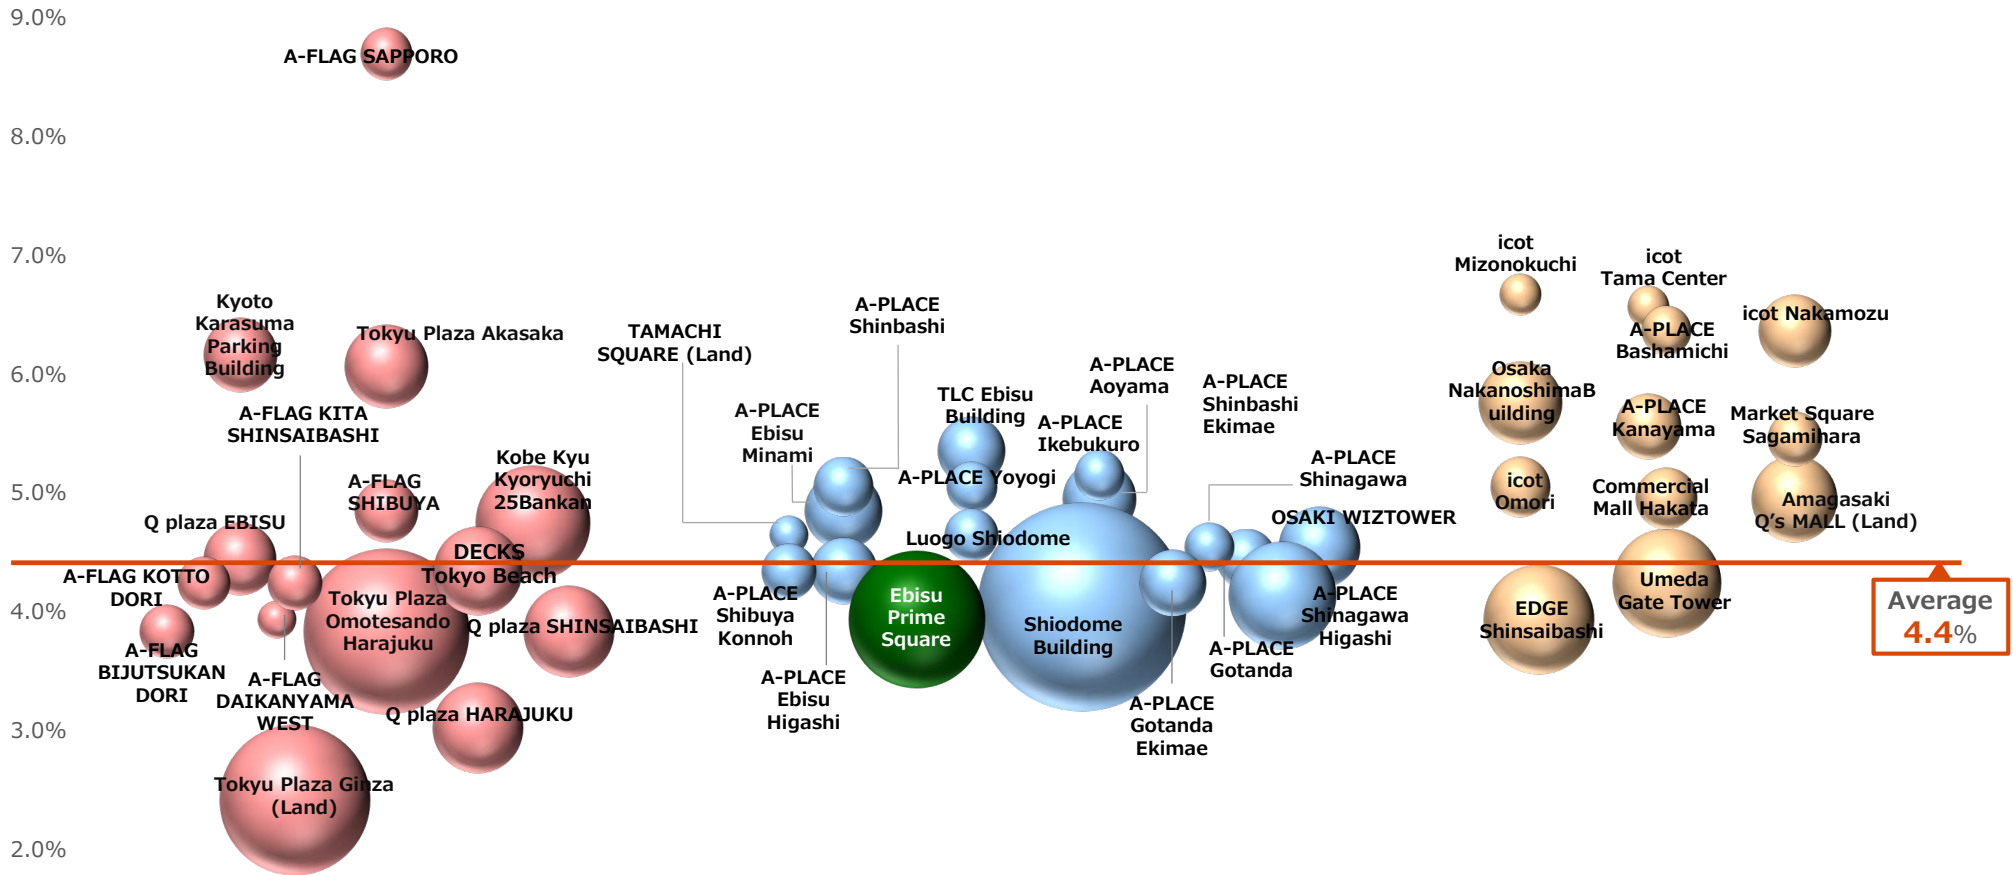 9.0%
8.0%
7.0%
6.0%
5.0%
4.0%
3.0%
2.0%
A-FLAG SAPPORO
Kyoto
Karasuma
Parking
Building
Tokyu Plaza Akasaka
A-FLAG KITA
SHINSAIBASHI
A-FLAG
SHIBUYA
Kobe Kyu
Kyoryuchi
25Bankan
Q plaza EBISU
DECKS
Tokyo Beach
A-FLAG KOTTO
DORI
Tokyu Plaza
Omotesando
Harajuku
Q plaza SHINSAIBASHI
A-FLAG
BIJUTSUKAN
DORI
A-FLAG
DAIKANYAMA
WEST
Q plaza HARAJUKU
Tokyu Plaza Ginza
(Land)
TAMACHI
SQUARE (Land)
A-PLACE
Shinbashi
A-PLACE
Ebisu
Minami
TLC Ebisu
Building
A-PLACE
Aoyama
A-PLACE
Ikebukuro
A-PLACE
Shinbashi
Ekimae
A-PLACE Yoyogi
A-PLACE
Shinagawa
Luogo Shiodome
OSAKI WIZTOWER
A-PLACE
Shibuya
Konnoh
Ebisu
Prime
Square
Shiodome
Building
A-PLACE
Shinagawa
Higashi
A-PLACE
Gotanda
A-PLACE
Ebisu
Higashi
A-PLACE
Gotanda
Ekimae
icot
Mizonokuchi
icot
Tama Center
A-PLACE
Bashamichi
icot Nakamozu
Osaka
NakanoshimaB
uilding
A-PLACE
Kanayama
Market Square
Sagamihara
icot
Omori
Commercial
Mall Hakata
Amagasaki
Q's MALL (Land)
EDGE
Shinsaibashi
Umeda
Gate Tower
Average
4.4%